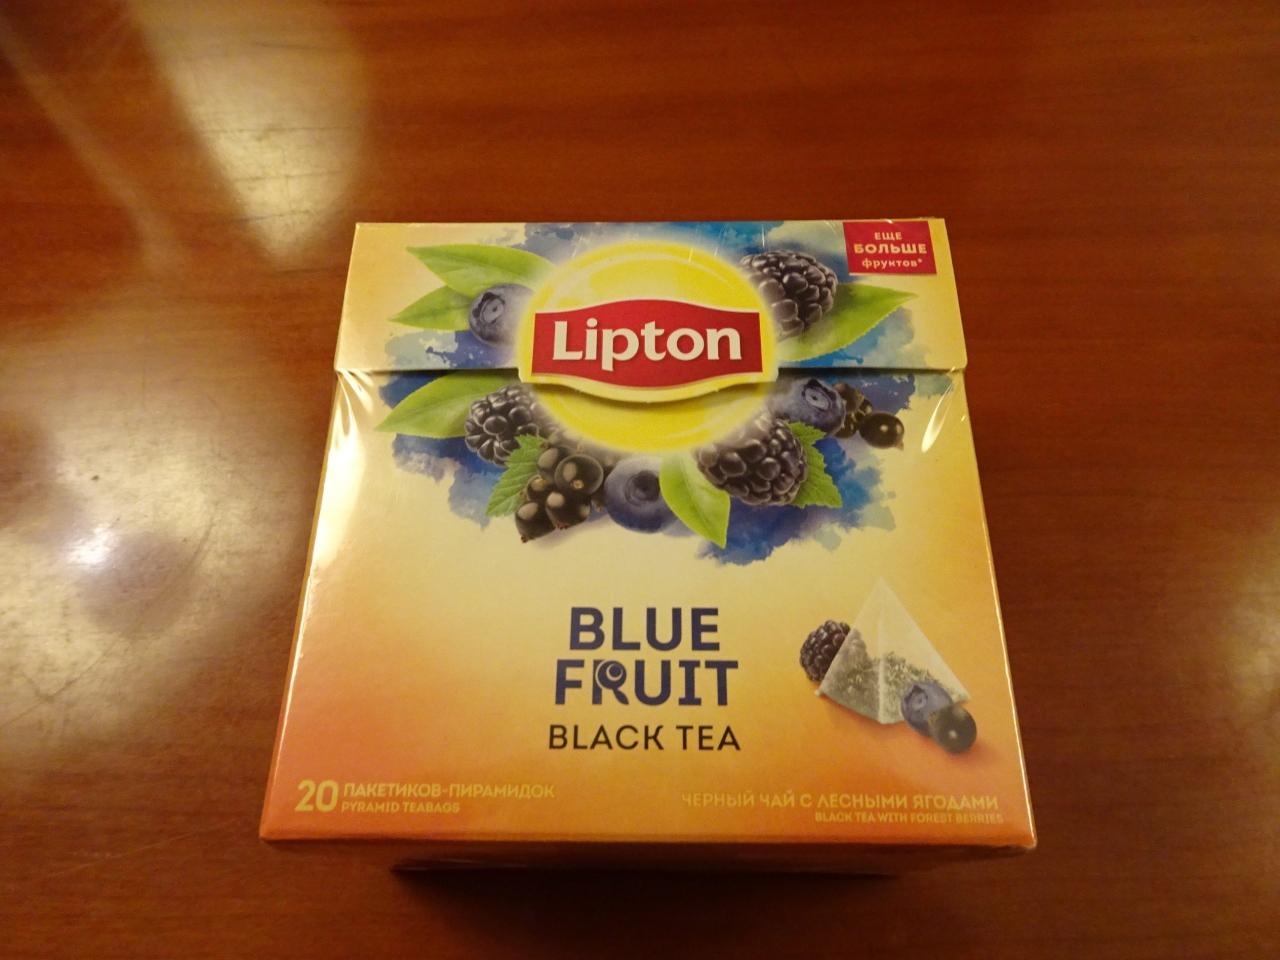 ЕЩЕ
БОЛЬШЕ
фруктов*
Lipton
BLUE
FRUIT
BLACK TEA
20 ПАКЕТИКОВ-ПИРАМИДОК
PYRAMID TEABAGS
ЧЕРНЫЙ ЧАЙ С ЛЕСНЫМИ ЯГОДАМИ
BLACK TEA WITH FOREST BERRIES